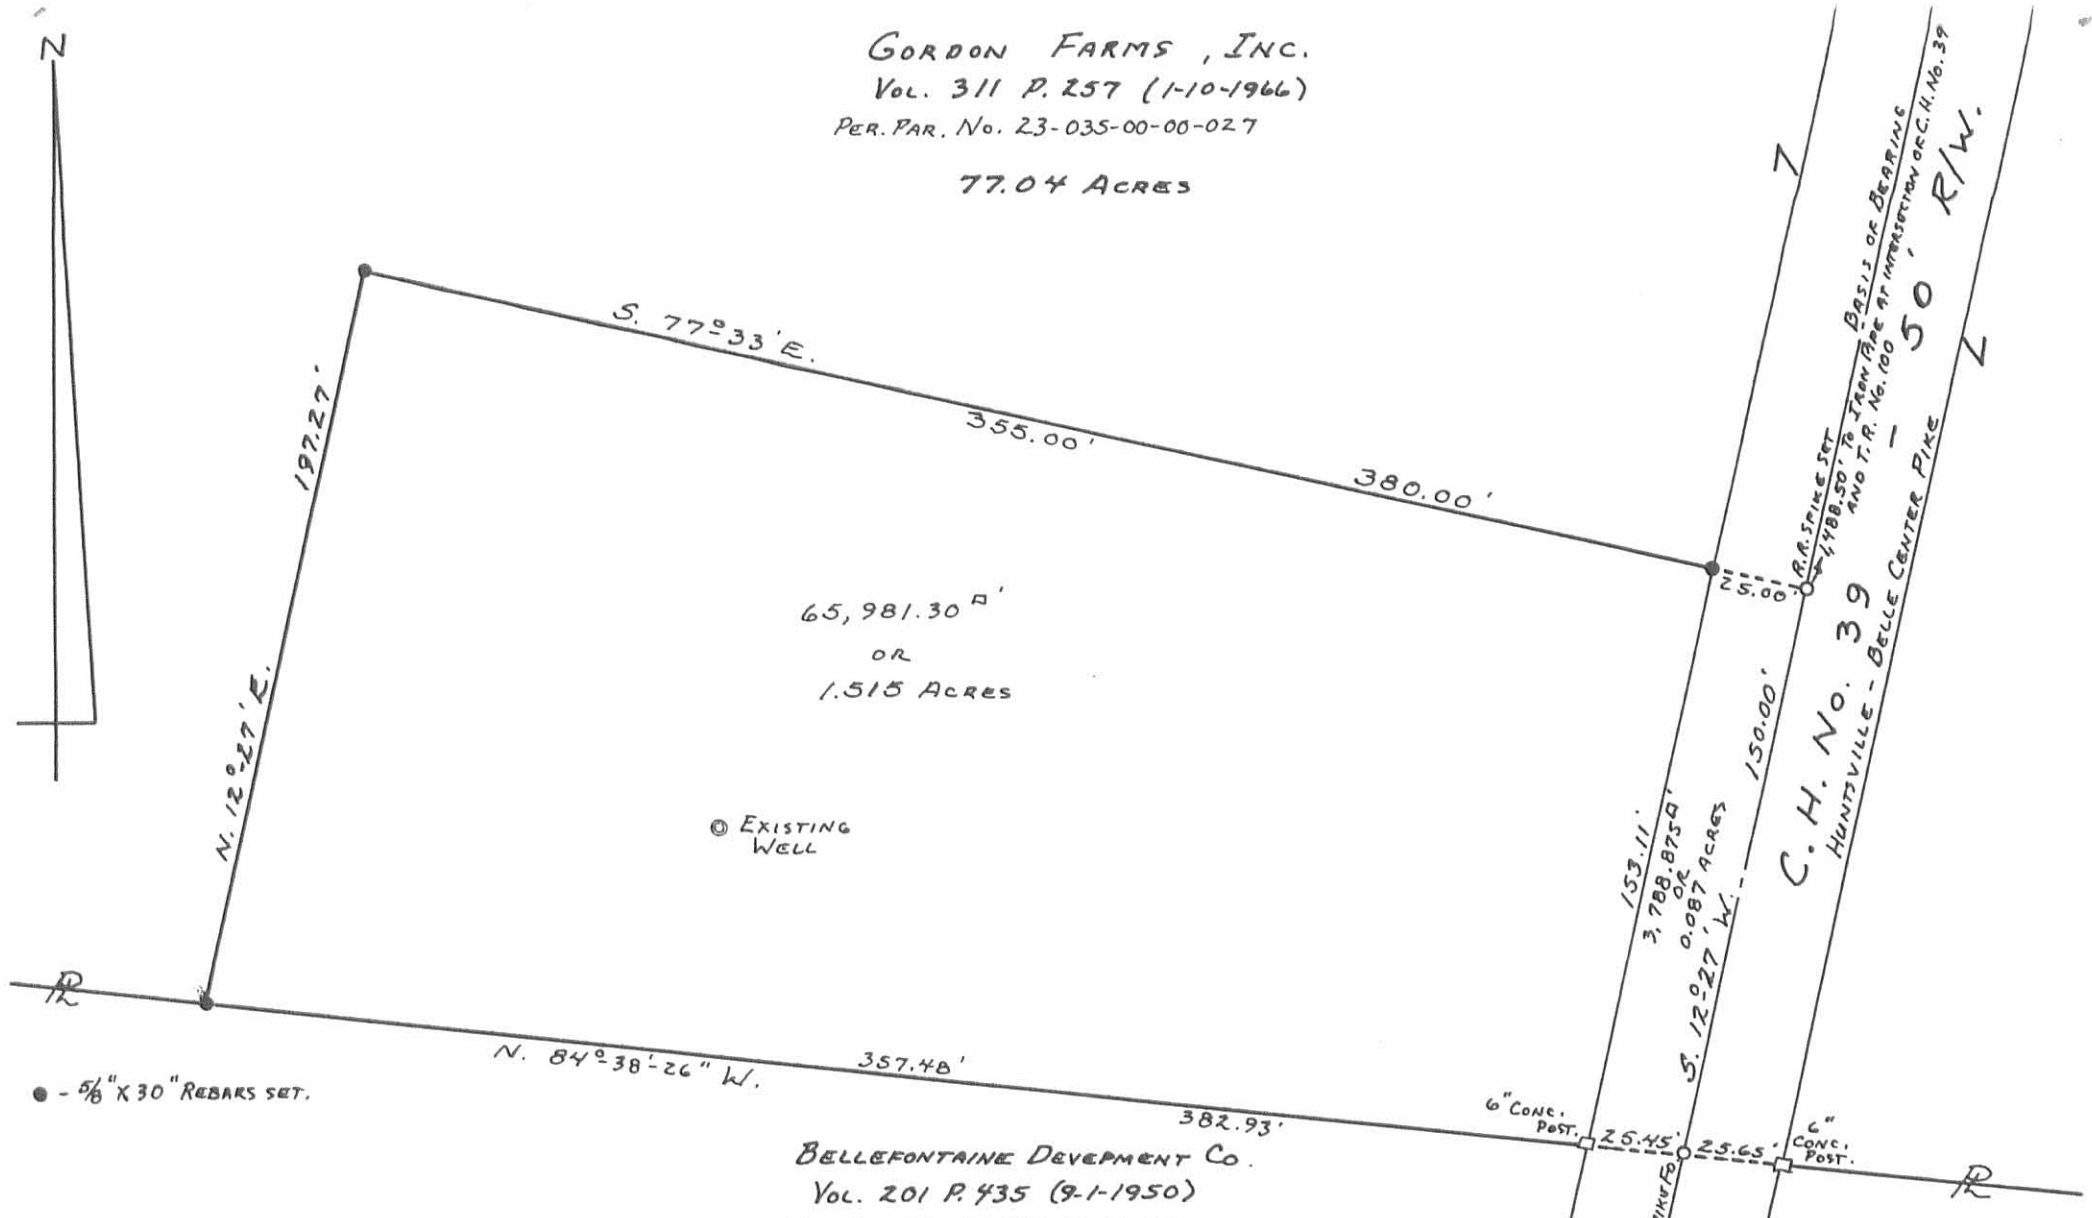 N
GORDON FARMS, INC.
VOL. 311 P. 257 (1-10-1966)
PER. PAR. No. 23-035-00-00-027
77.04 ACRES
S. 77°33'E.
355.00'
380.00'
25.00'
197.27'
N. 12°-27'E.
65,981.30 □'
OR
1.515 ACRES
EXISTING
WELL
R.R. SPIKE SET
BASIS OF BEARING
1,488.50' TO IRON PIPE AT INTERSECTION OF C.H. No. 39
AND T.R. No. 100
C. H. No. 39 - 50' R/W.
HUNTSVILLE - BELLE CENTER PIKE
150.00'
153.11'
3,788.875 □'
OR
0.087 ACRES
S. 12°-27' W.
PL
N. 84°-38'-26" W.
357.48'
382.93'
6" CONC.
POST.
25.45'
25.65'
6"
CONC.
POST.
PL
● - 5/8" X 30" REBARS SET.
BELLEFONTAINE DEVEPMENT CO.
VOL. 201 P. 435 (9-1-1950)